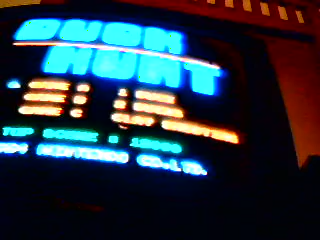 DUCK
HUNT
GAME A 1 DUCK
GAME B 2 DUCKS
GAME C CLAY SHOOTING
TOP SCORE = 12000
NINTENDO CO.,LTD.